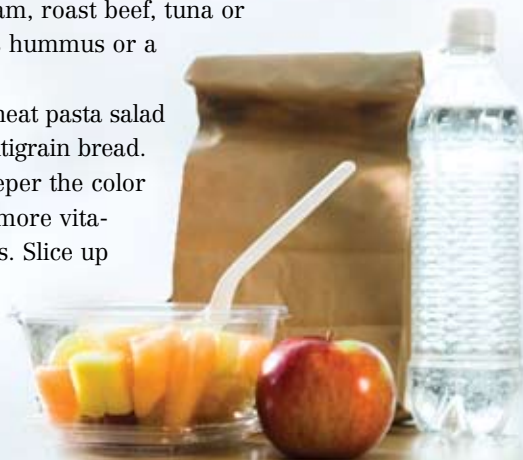 am, roast beef, tuna or
hummus or a
heat pasta salad
tigrain bread.
eper the color
more vita-
s. Slice up